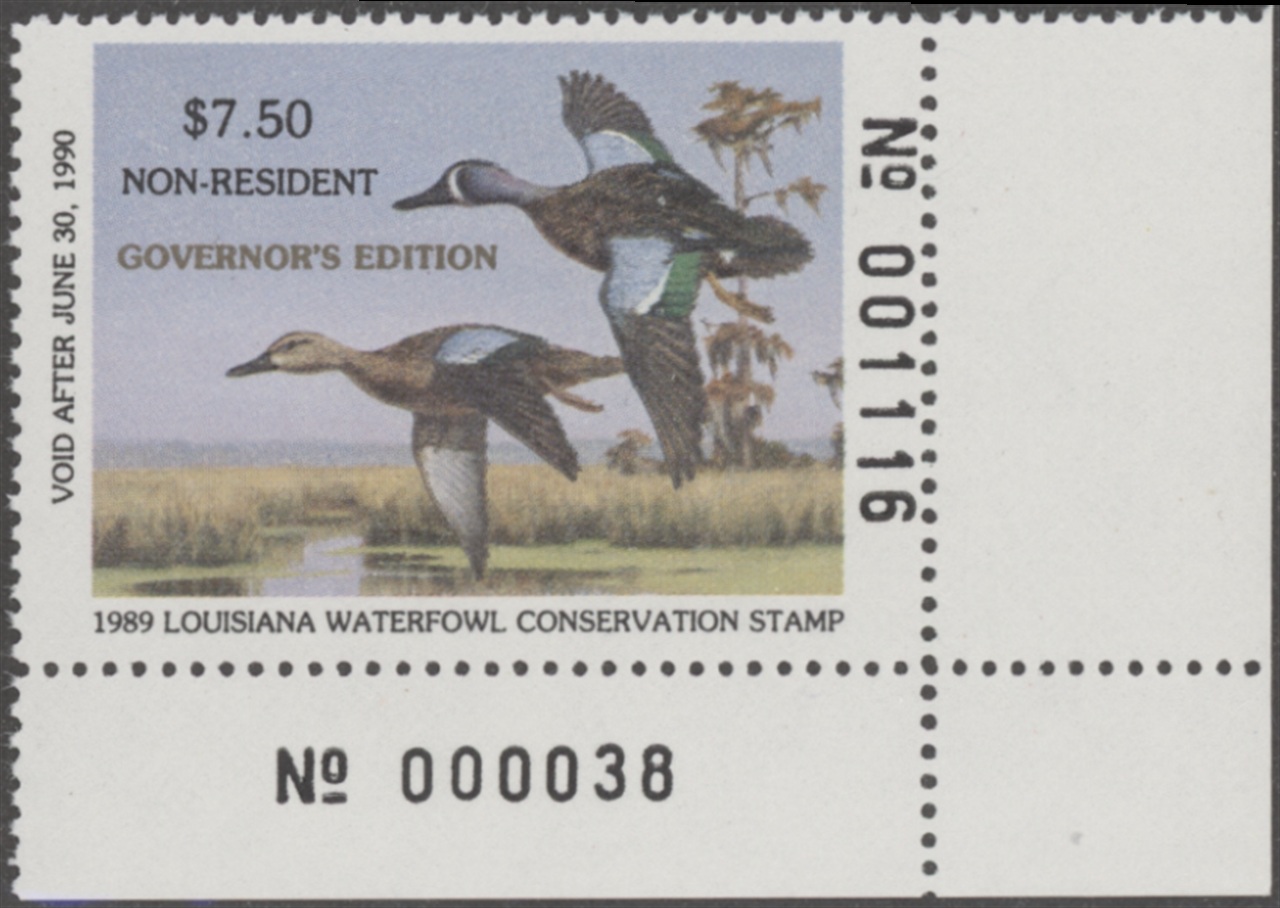 $7.50
NON-RESIDENT
GOVERNOR'S EDITION
VOID AFTER JUNE 30, 1990
Nº 001116
1989 LOUISIANA WATERFOWL CONSERVATION STAMP
Nº 000038